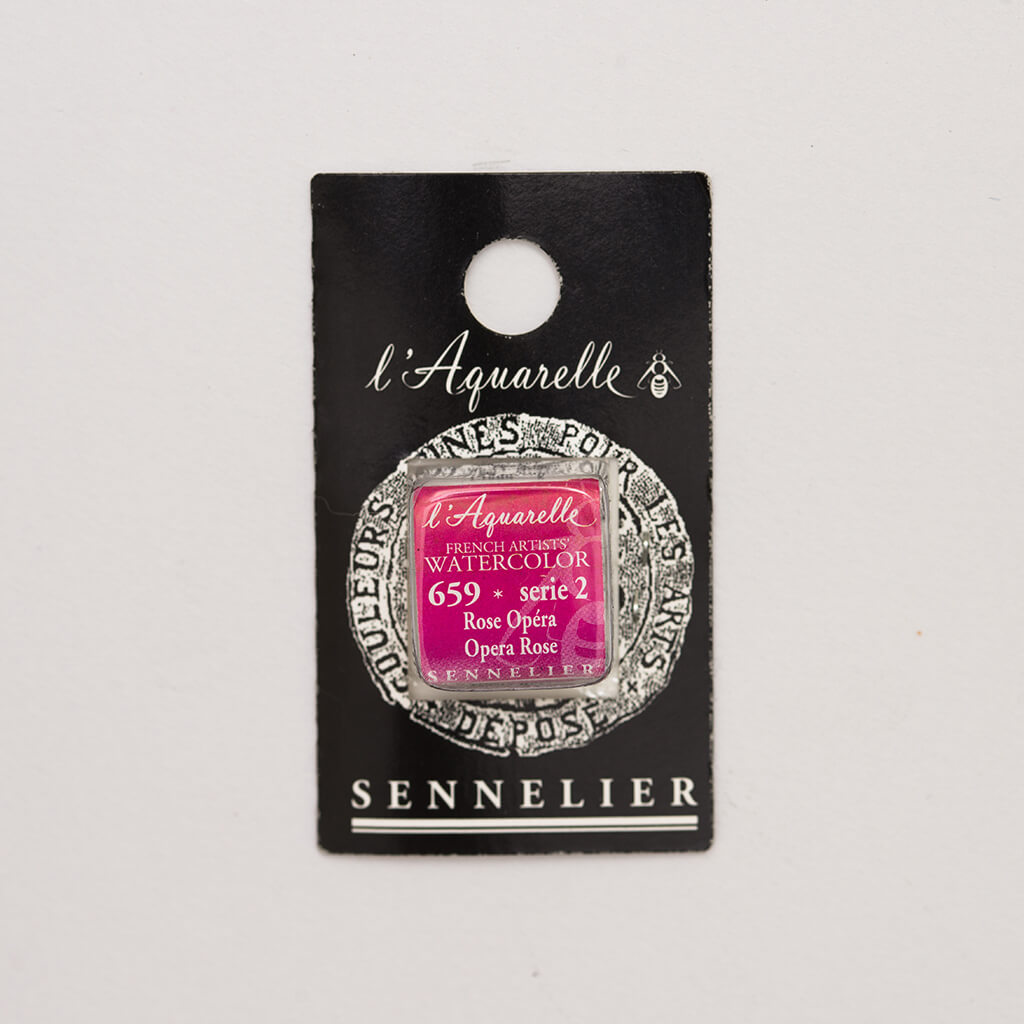 l'Aquarelle
COULEURS FINES POUR LES ARTS
DÉPOSÉ
l'Aquarelle
FRENCH ARTISTS'
WATERCOLOR
659 * serie 2
Rose Opéra
Opera Rose
SENNELIER
SENNELIER